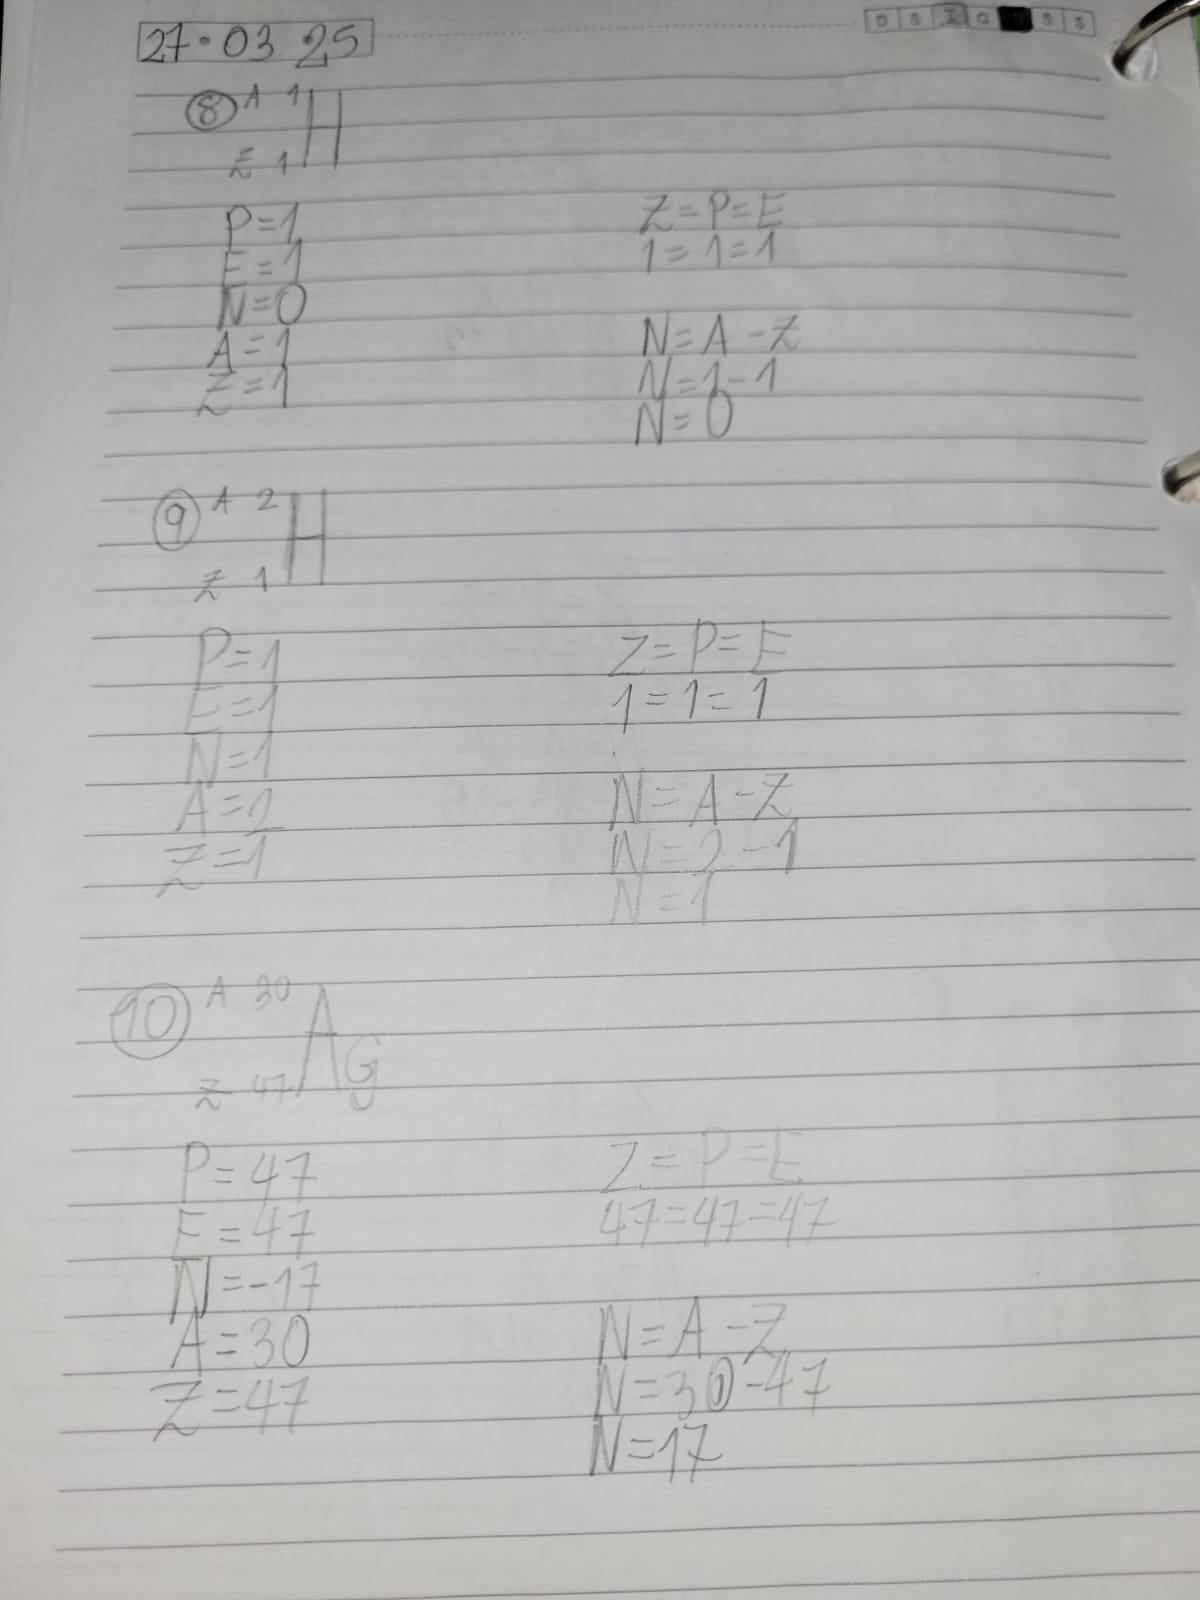 27·03 25
D S T Q S S
⑧ A 1 H
Z 1
P=1
E=1
N=0
A=1
Z=1
Z=P=E
1=1=1
N=A-Z
N=1-1
N=0
⑨ A 2 H
Z 1
P=1
E=1
N=1
A=2
Z=1
Z=P=E
1=1=1
N=A-Z
N=2-1
N=1
⑩ A 30 AG
Z 47
P=47
E=47
N=-17
A=30
Z=47
Z=P=E
47=47=47
N=A-Z
N=30-47
N=17